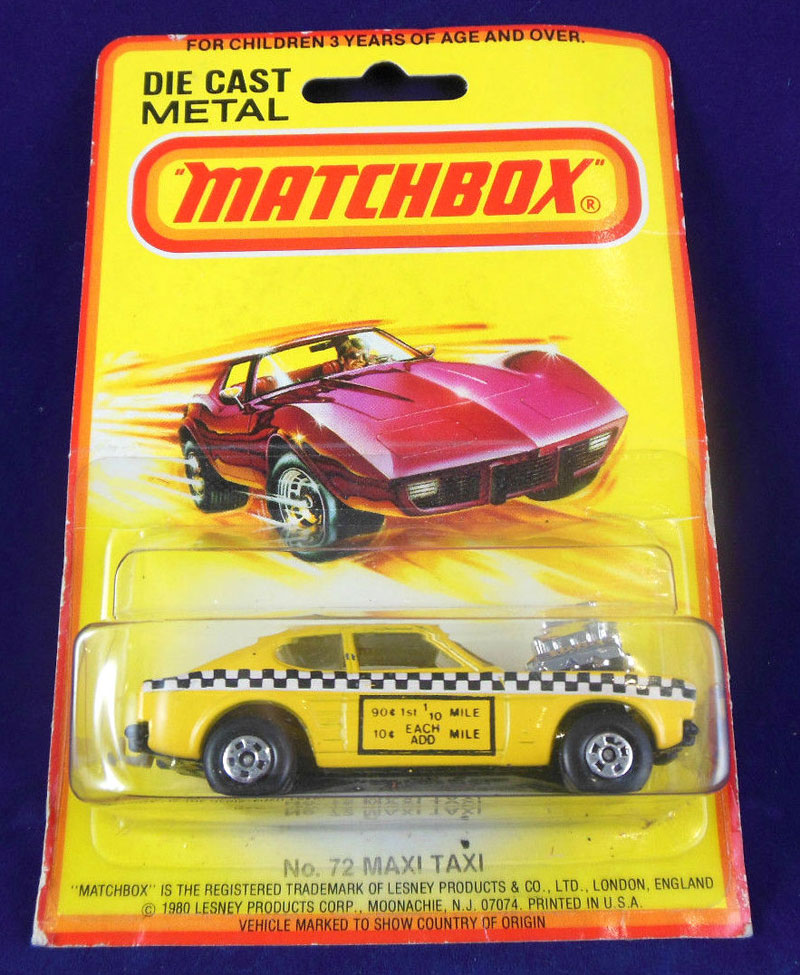 FOR CHILDREN 3 YEARS OF AGE AND OVER.
DIE CAST
METAL
"MATCHBOX"®
90¢ 1st 1/10 MILE
10¢ EACH ADD MILE
No. 72 MAXI TAXI
"MATCHBOX" IS THE REGISTERED TRADEMARK OF LESNEY PRODUCTS & CO., LTD., LONDON, ENGLAND
© 1980 LESNEY PRODUCTS CORP., MOONACHIE, N.J. 07074. PRINTED IN U.S.A.
VEHICLE MARKED TO SHOW COUNTRY OF ORIGIN